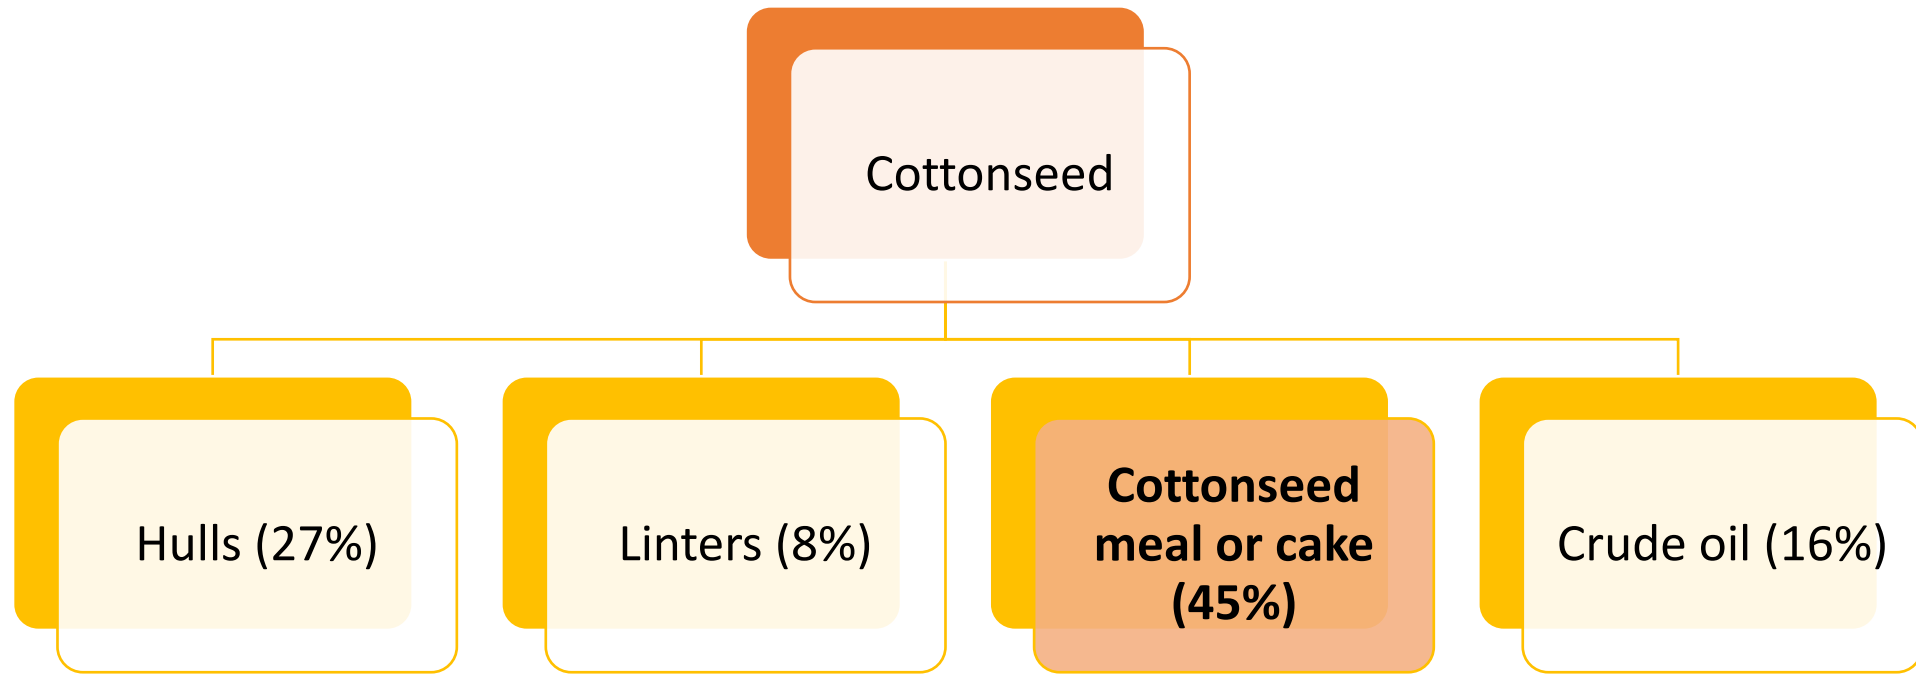 Cottonseed
Hulls (27%)
Linters (8%)
Cottonseed
meal or cake
(45%)
Crude oil (16%)